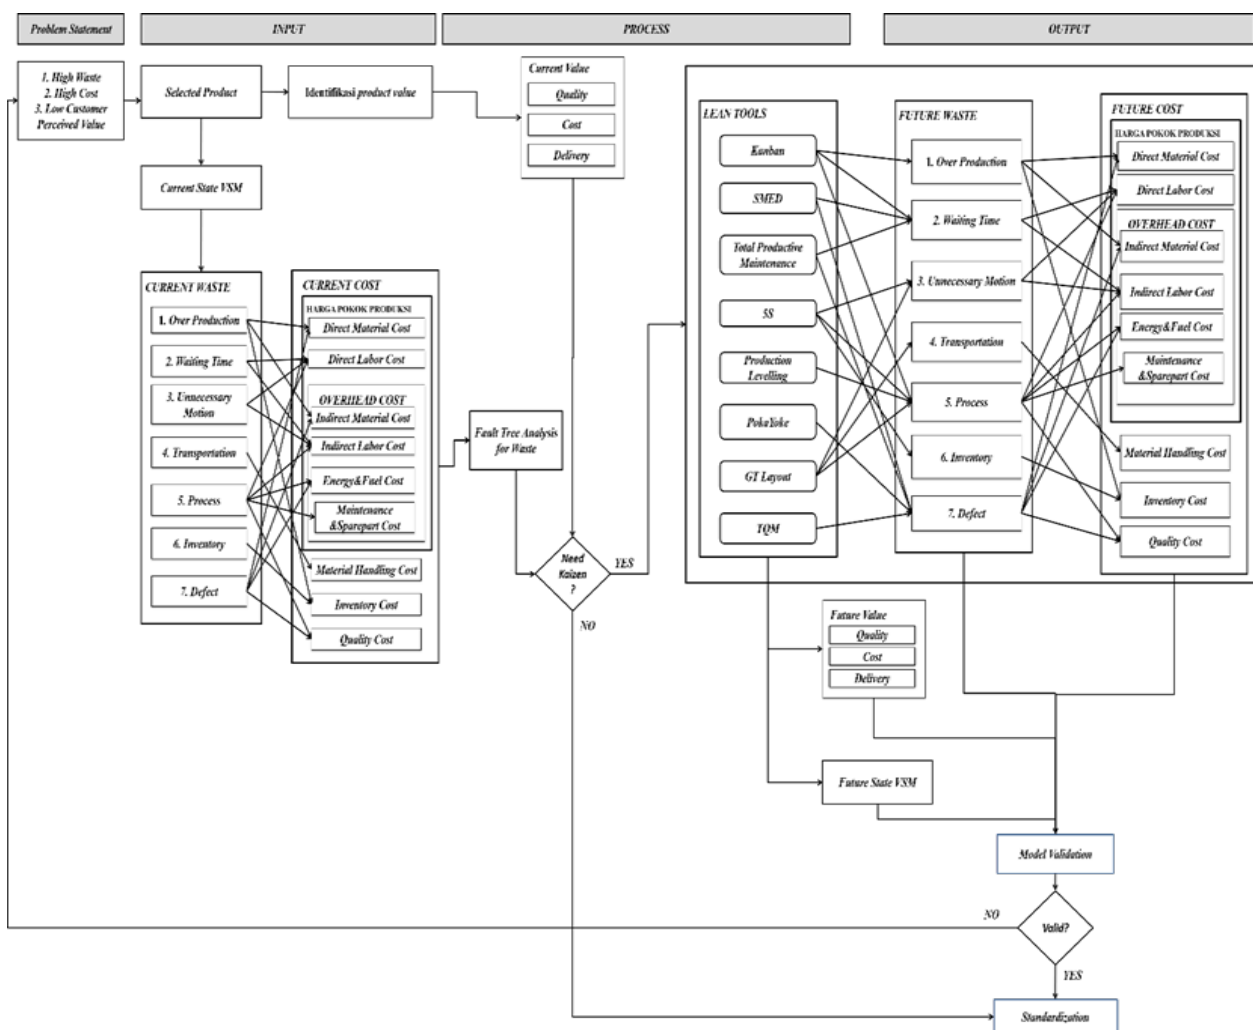 Problem Statement
INPUT
PROCESS
OUTPUT
1. High Waste
2. High Cost
3. Low Customer
Perceived Value
Selected Product
Identifikasi product value
Current Value
Quality
Cost
Delivery
Current State VSM
CURRENT WASTE
1. Over Production
2. Waiting Time
3. Unnecessary
Motion
4. Transportation
5. Process
6. Inventory
7. Defect
CURRENT COST
HARGA POKOK PRODUKSI
Direct Material Cost
Direct Labor Cost
OVERHEAD COST
Indirect Material Cost
Indirect Labor Cost
Energy&Fuel Cost
Maintenance
&Sparepart Cost
Material Handling Cost
Inventory Cost
Quality Cost
Fault Tree Analysis
for Waste
Need
Kaizen
?
YES
NO
LEAN TOOLS
Kanban
SMED
Total Productive
Maintenance
5S
Production
Levelling
PokaYoke
GT Layout
TQM
FUTURE WASTE
1. Over Production
2. Waiting Time
3. Unnecessary Motion
4. Transportation
5. Process
6. Inventory
7. Defect
FUTURE COST
HARGA POKOK PRODUKSI
Direct Material Cost
Direct Labor Cost
OVERHEAD COST
Indirect Material Cost
Indirect Labor Cost
Energy&Fuel Cost
Maintenance
&Sparepart Cost
Material Handling Cost
Inventory Cost
Quality Cost
Future Value
Quality
Cost
Delivery
Future State VSM
Model Validation
NO
Valid?
YES
Standardization